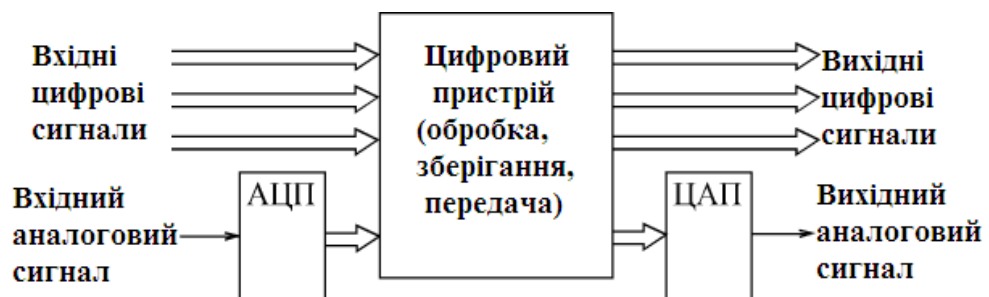 Вхідні
цифрові
сигнали
Цифровий
пристрій
(обробка,
зберігання,
передача)
Вихідні
цифрові
сигнали
Вхідний
аналоговий
сигнал
АЦП
ЦАП
Вихідний
аналоговий
сигнал